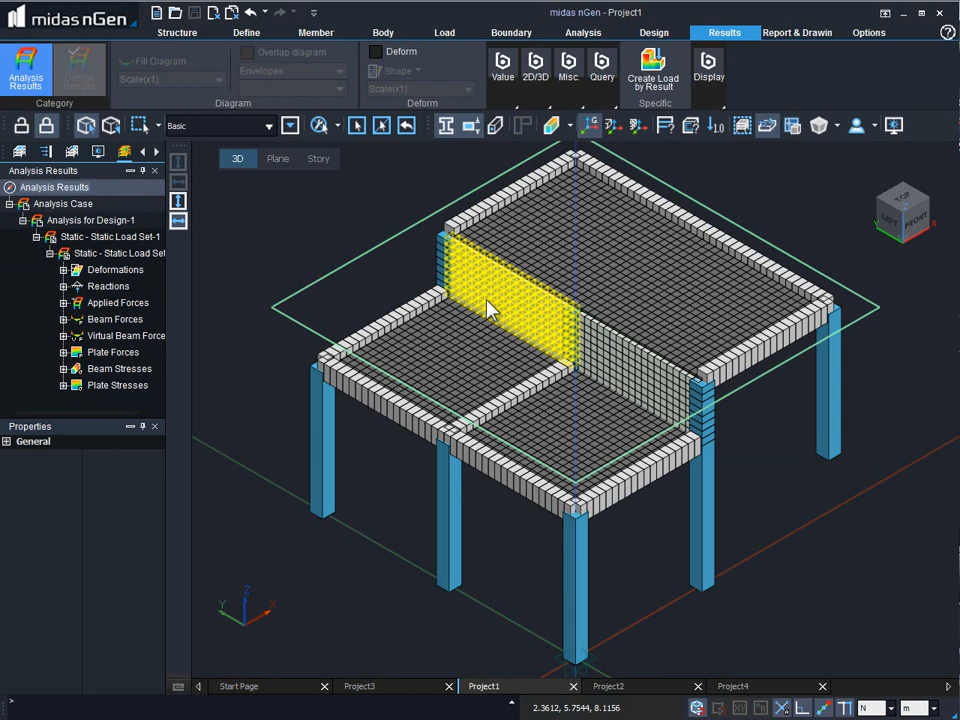 midas nGen
midas nGen - Project1
Structure Define Member Body Load Boundary Analysis Design Results Report & Drawin Options
Analysis Results
Design Results
Category
Fill Diagram
Scale(x1)
Overlap diagram
Envelopes
Diagram
Deform
Shape
Scale(x1)
Deform
Value
2D/3D
Misc.
Query
Create Load by Result
Specific
Display
Basic
G
1.0
Analysis Results
Analysis Results
Analysis Case
Analysis for Design-1
Static - Static Load Set-1
Static - Static Load Set
Deformations
Reactions
Applied Forces
Beam Forces
Virtual Beam Force
Plate Forces
Beam Stresses
Plate Stresses
Properties
General
3D Plane Story
TOP
LEFT
FRONT
Z
X
Y
Z
Y
X
Start Page Project3 Project1 Project2 Project4
>
2.3612, 5.7544, 8.1156
N m